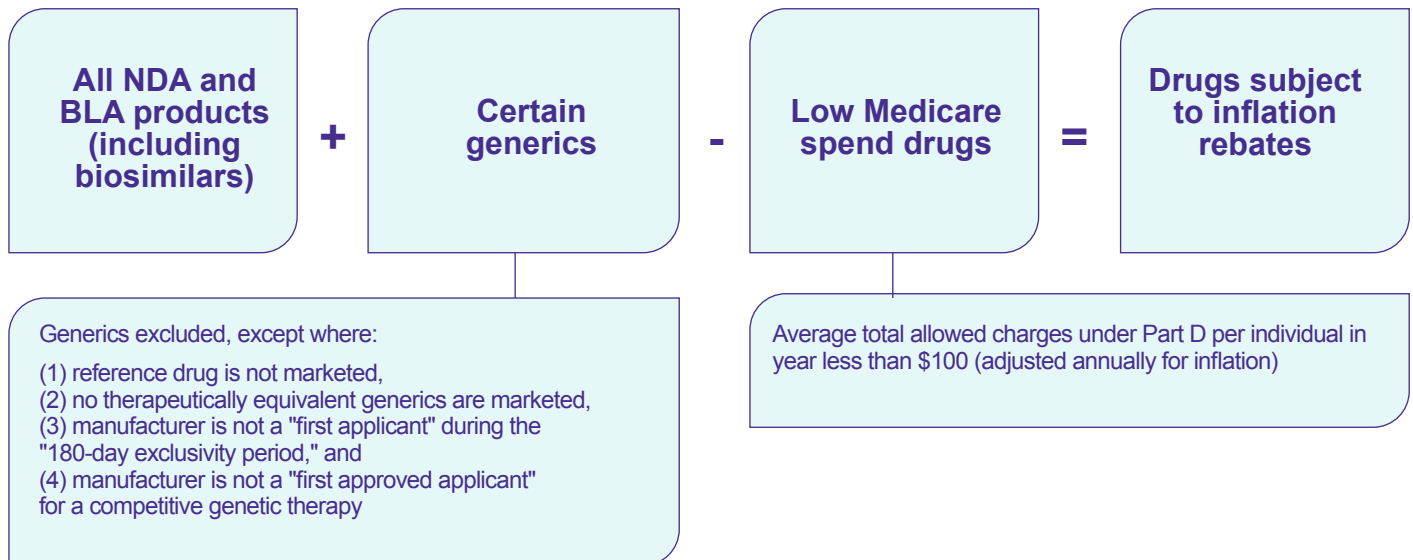 All NDA and
BLA products
(including
biosimilars)
+
Certain
generics
-
Low Medicare
spend drugs
=
Drugs subject
to inflation
rebates
Generics excluded, except where:
(1) reference drug is not marketed,
(2) no therapeutically equivalent generics are marketed,
(3) manufacturer is not a "first applicant" during the
"180-day exclusivity period," and
(4) manufacturer is not a "first approved applicant"
for a competitive genetic therapy
Average total allowed charges under Part D per individual in
year less than $100 (adjusted annually for inflation)